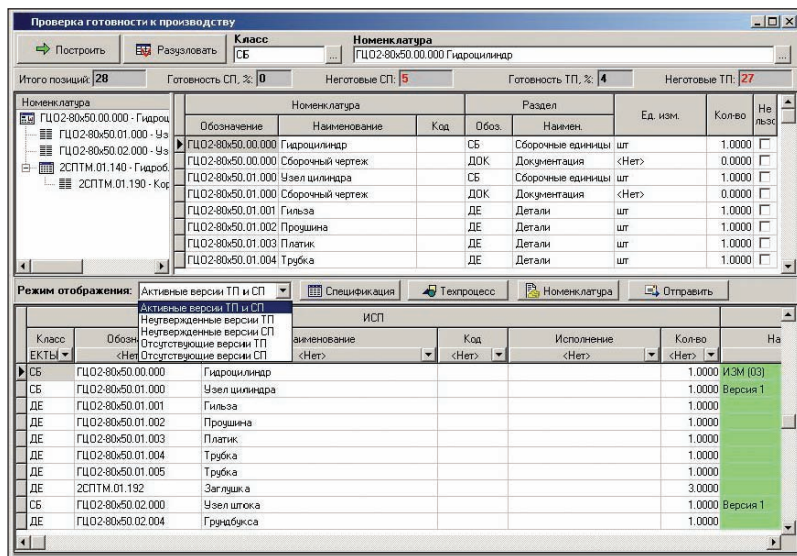 Проверка готовности к производству
Построить Разузловать Класс СБ ... Номенклатура ГЦО2-80х50.00.000 Гидроцилиндр ...
Итого позиций: 28 Готовность СП, %: 0 Неготовые СП: 5 Готовность ТП, %: 4 Неготовые ТП: 27
Номенклатура
ГЦО2-80х50.00.000 - Гидроц
ГЦО2-80х50.01.000 - Уз
ГЦО2-80х50.02.000 - Уз
2СПТМ.01.140 - Гидроб.
2СПТМ.01.190 - Кор
Номенклатура Раздел Ед. изм. Кол-во Не
Обозначение Наименование Код Обоз. Наимен.
ГЦО2-80х50.00.000 Гидроцилиндр СБ Сборочные единицы шт 1.0000
ГЦО2-80х50.00.000 Сборочный чертеж ДОК Документация <Нет> 0.0000
ГЦО2-80х50.01.000 Узел цилиндра СБ Сборочные единицы шт 1.0000
ГЦО2-80х50.01.000 Сборочный чертеж ДОК Документация <Нет> 0.0000
ГЦО2-80х50.01.001 Гильза ДЕ Детали шт 1.0000
ГЦО2-80х50.01.002 Проушина ДЕ Детали шт 1.0000
ГЦО2-80х50.01.003 Платик ДЕ Детали шт 1.0000
ГЦО2-80х50.01.004 Трубка ДЕ Детали шт 1.0000
Режим отображения: Активные версии ТП и СП Спецификация Техпроцесс Номенклатура Отправить
Активные версии ТП и СП
Неутвержденные версии ТП
Неутвержденные версии СП
Отсутствующие версии ТП
Отсутствующие версии СП
ИСП
Класс Обозн аименование Код Исполнение Кол-во На
ЕКТЫ <Нет <Нет> <Нет> <Нет> <Нет>
СБ ГЦО2-80х50.00.000 Гидроцилиндр 1.0000 ИЗМ (03)
СБ ГЦО2-80х50.01.000 Узел цилиндра 1.0000 Версия 1
ДЕ ГЦО2-80х50.01.001 Гильза 1.0000
ДЕ ГЦО2-80х50.01.002 Проушина 1.0000
ДЕ ГЦО2-80х50.01.003 Платик 1.0000
ДЕ ГЦО2-80х50.01.004 Трубка 1.0000
ДЕ ГЦО2-80х50.01.005 Трубка 1.0000
ДЕ 2СПТМ.01.192 Заглушка 3.0000
СБ ГЦО2-80х50.02.000 Узел штока 1.0000 Версия 1
ДЕ ГЦО2-80х50.02.004 Грундбукса 1.0000